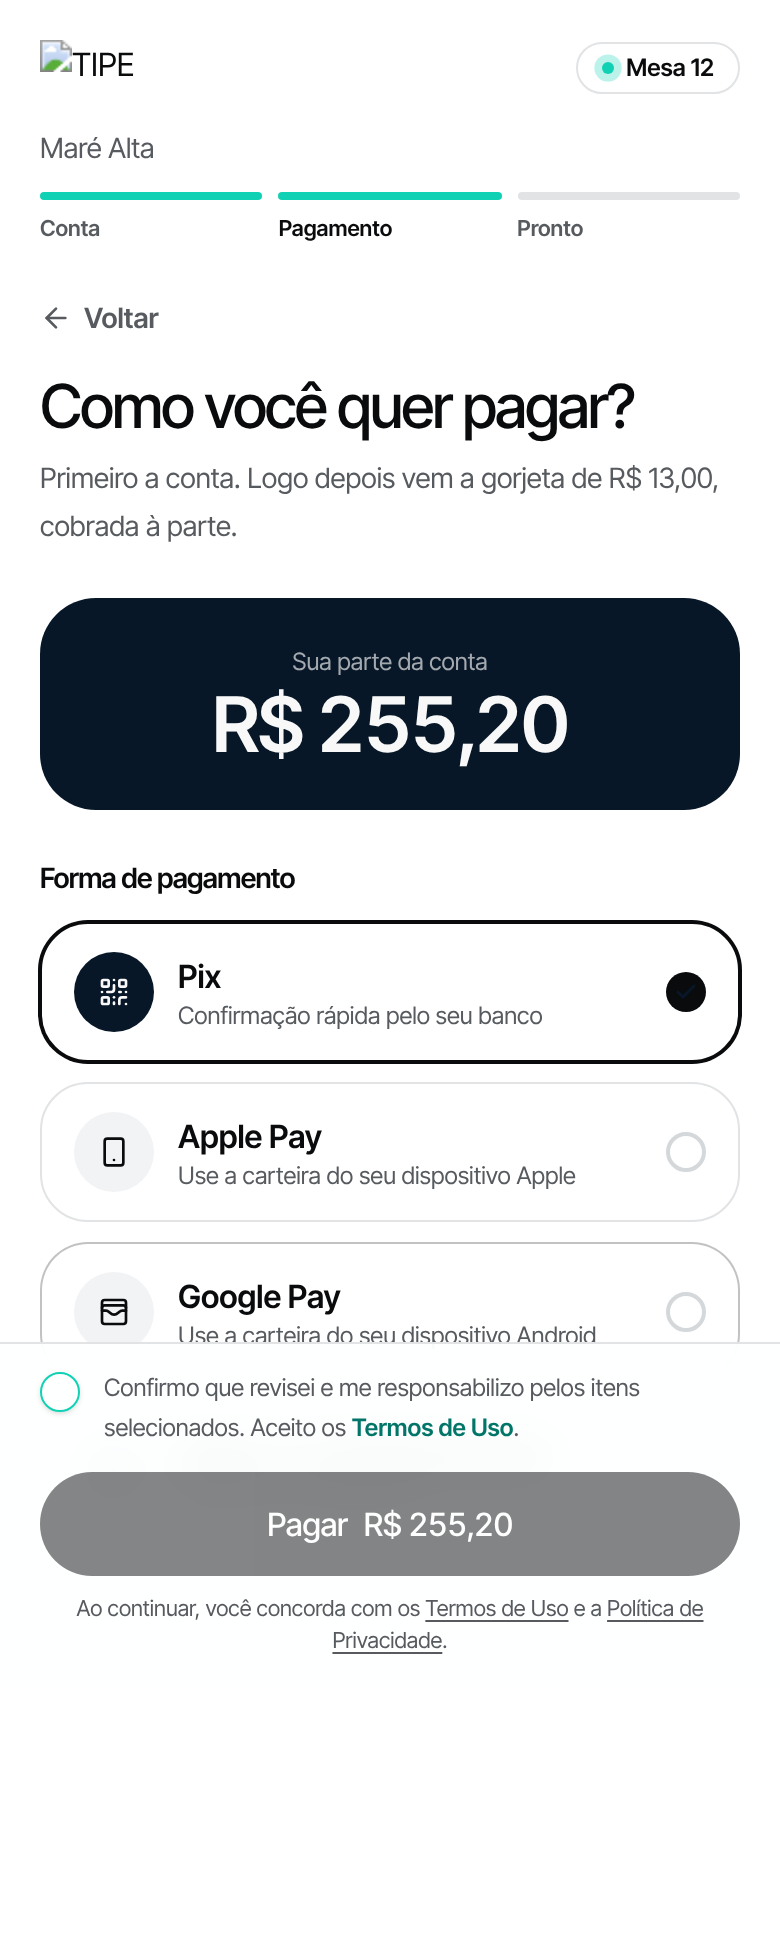 TIPE
Mesa 12
Maré Alta
Conta
Pagamento
Pronto
Voltar
Como você quer pagar?
Primeiro a conta. Logo depois vem a gorjeta de R$ 13,00,
cobrada à parte.
Sua parte da conta
R$ 255,20
Forma de pagamento
Pix
Confirmação rápida pelo seu banco
Apple Pay
Use a carteira do seu dispositivo Apple
Google Pay
Use a carteira do seu dispositivo Android
Confirmo que revisei e me responsabilizo pelos itens
selecionados. Aceito os Termos de Uso.
Pagar R$ 255,20
Ao continuar, você concorda com os Termos de Uso e a Política de
Privacidade.